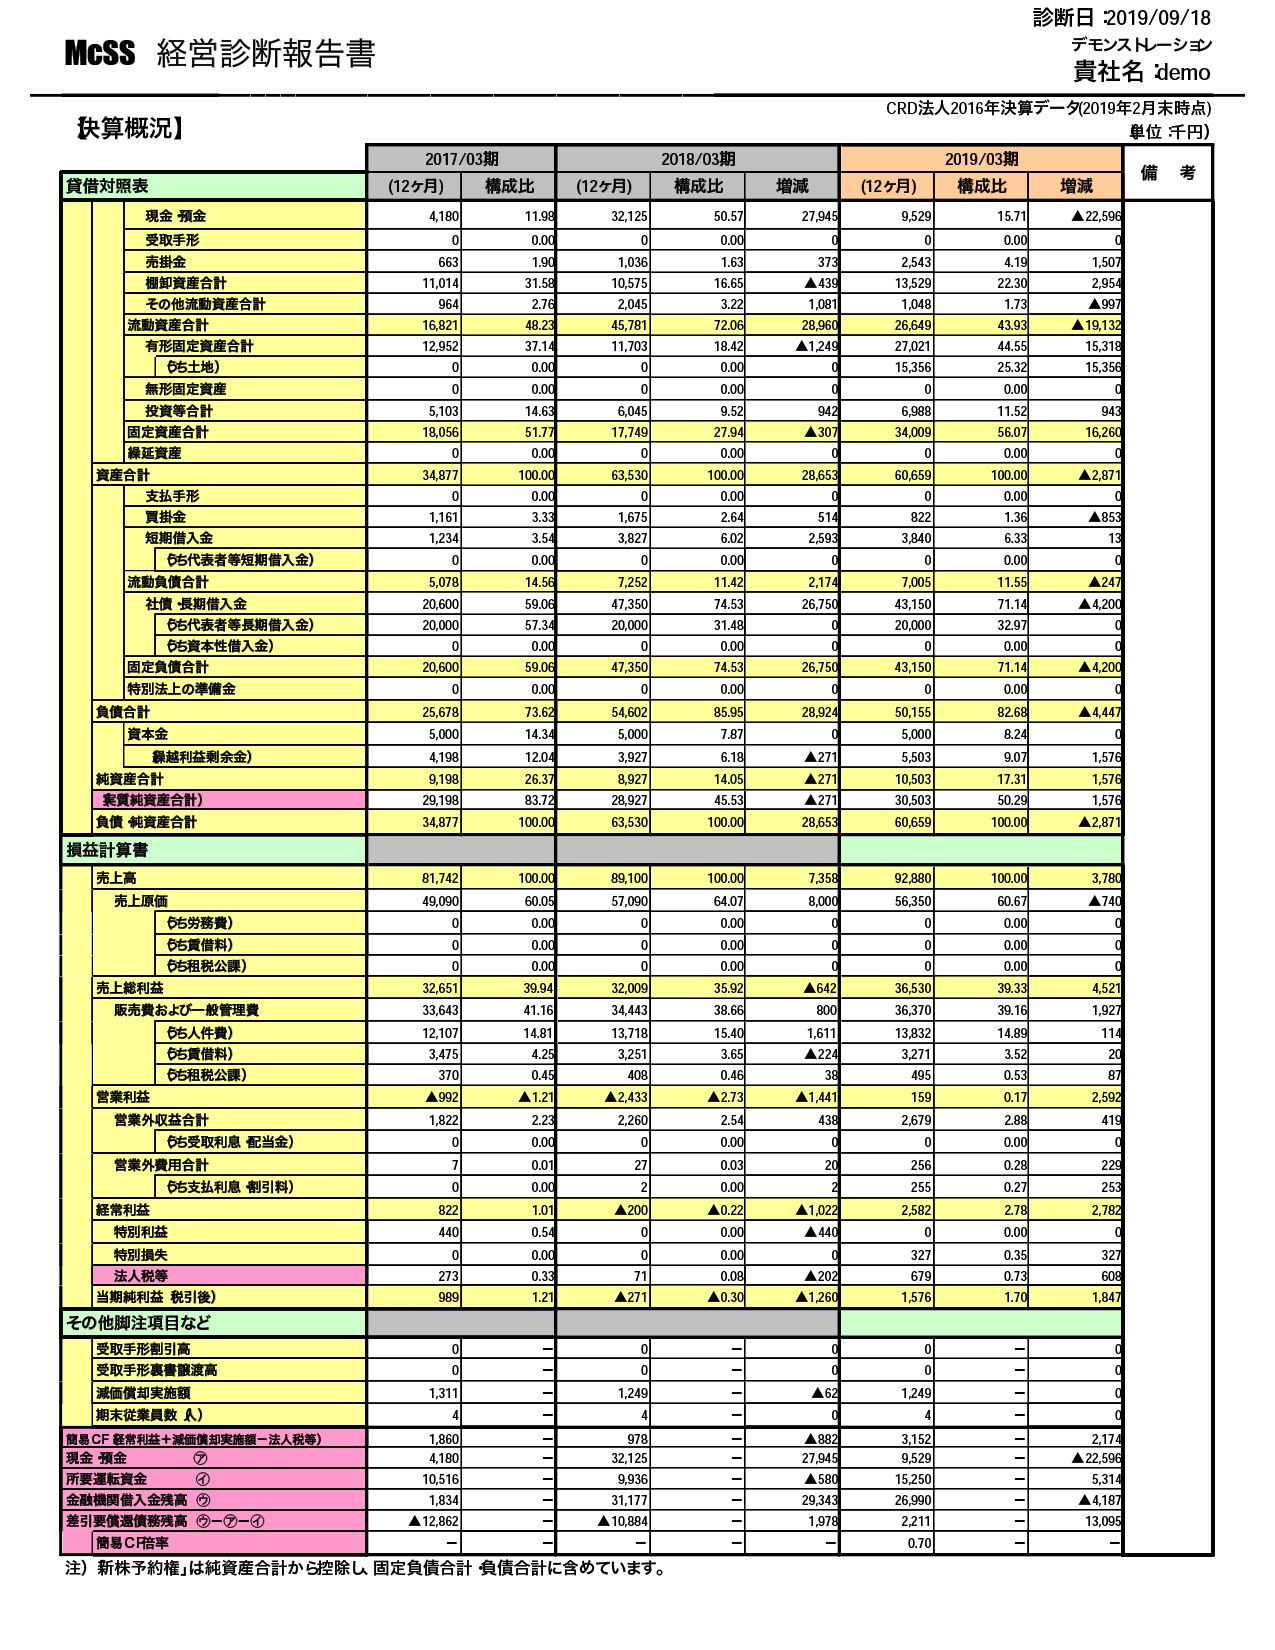 診断日：2019/09/18
McSS 経営診断報告書
デモンストレーション
貴社名：demo
CRD法人2016年決算データ(2019年2月末時点)
【決算概況】
(単位：千円)
2017/03期 2018/03期 2019/03期 備 考
貸借対照表 (12ケ月) 構成比 (12ケ月) 構成比 増減 (12ケ月) 構成比 増減
現金・預金 4,180 11.98 32,125 50.57 27,945 9,529 15.71 ▲22,596
受取手形 0 0.00 0 0.00 0 0 0.00 0
売掛金 663 1.90 1,036 1.63 373 2,543 4.19 1,507
棚卸資産合計 11,014 31.58 10,575 16.65 ▲439 13,529 22.30 2,954
その他流動資産合計 964 2.76 2,045 3.22 1,081 1,048 1.73 ▲997
流動資産合計 16,821 48.23 45,781 72.06 28,960 26,649 43.93 ▲19,132
有形固定資産合計 12,952 37.14 11,703 18.42 ▲1,249 27,021 44.55 15,318
(うち土地) 0 0.00 0 0.00 0 15,356 25.32 15,356
無形固定資産 0 0.00 0 0.00 0 0 0.00 0
投資等合計 5,103 14.63 6,045 9.52 942 6,988 11.52 943
固定資産合計 18,056 51.77 17,749 27.94 ▲307 34,009 56.07 16,260
繰延資産 0 0.00 0 0.00 0 0 0.00 0
資産合計 34,877 100.00 63,530 100.00 28,653 60,659 100.00 ▲2,871
支払手形 0 0.00 0 0.00 0 0 0.00 0
買掛金 1,161 3.33 1,675 2.64 514 822 1.36 ▲853
短期借入金 1,234 3.54 3,827 6.02 2,593 3,840 6.33 13
(うち代表者等短期借入金) 0 0.00 0 0.00 0 0 0.00 0
流動負債合計 5,078 14.56 7,252 11.42 2,174 7,005 11.55 ▲247
社債・長期借入金 20,600 59.06 47,350 74.53 26,750 43,150 71.14 ▲4,200
(うち代表者等長期借入金) 20,000 57.34 20,000 31.48 0 20,000 32.97 0
(うち資本性借入金) 0 0.00 0 0.00 0 0 0.00 0
固定負債合計 20,600 59.06 47,350 74.53 26,750 43,150 71.14 ▲4,200
特別法上の準備金 0 0.00 0 0.00 0 0 0.00 0
負債合計 25,678 73.62 54,602 85.95 28,924 50,155 82.68 ▲4,447
資本金 5,000 14.34 5,000 7.87 0 5,000 8.24 0
(繰越利益剰余金) 4,198 12.04 3,927 6.18 ▲271 5,503 9.07 1,576
純資産合計 9,198 26.37 8,927 14.05 ▲271 10,503 17.31 1,576
(実質純資産合計) 29,198 83.72 28,927 45.53 ▲271 30,503 50.29 1,576
負債・純資産合計 34,877 100.00 63,530 100.00 28,653 60,659 100.00 ▲2,871
損益計算書
売上高 81,742 100.00 89,100 100.00 7,358 92,880 100.00 3,780
売上原価 49,090 60.05 57,090 64.07 8,000 56,350 60.67 ▲740
(うち労務費) 0 0.00 0 0.00 0 0 0.00 0
(うち賃借料) 0 0.00 0 0.00 0 0 0.00 0
(うち租税公課) 0 0.00 0 0.00 0 0 0.00 0
売上総利益 32,651 39.94 32,009 35.92 ▲642 36,530 39.33 4,521
販売費および一般管理費 33,643 41.16 34,443 38.66 800 36,370 39.16 1,927
(うち人件費) 12,107 14.81 13,718 15.40 1,611 13,832 14.89 114
(うち賃借料) 3,475 4.25 3,251 3.65 ▲224 3,271 3.52 20
(うち租税公課) 370 0.45 408 0.46 38 495 0.53 87
営業利益 ▲992 ▲1.21 ▲2,433 ▲2.73 ▲1,441 159 0.17 2,592
営業外収益合計 1,822 2.23 2,260 2.54 438 2,679 2.88 419
(うち受取利息・配当金) 0 0.00 0 0.00 0 0 0.00 0
営業外費用合計 7 0.01 27 0.03 20 256 0.28 229
(うち支払利息・割引料) 0 0.00 2 0.00 2 255 0.27 253
経常利益 822 1.01 ▲200 ▲0.22 ▲1,022 2,582 2.78 2,782
特別利益 440 0.54 0 0.00 ▲440 0 0.00 0
特別損失 0 0.00 0 0.00 0 327 0.35 327
法人税等 273 0.33 71 0.08 ▲202 679 0.73 608
当期純利益(税引後) 989 1.21 ▲271 ▲0.30 ▲1,260 1,576 1.70 1,847
その他脚注項目など
受取手形割引高 0 － 0 － 0 0 － 0
受取手形裏書譲渡高 0 － 0 － 0 0 － 0
減価償却実施額 1,311 － 1,249 － ▲62 1,249 － 0
期末従業員数(人) 4 － 4 － 0 4 － 0
簡易CF(経常利益＋減価償却実施額－法人税等) 1,860 － 978 － ▲882 3,152 － 2,174
現金・預金 ㋐ 4,180 － 32,125 － 27,945 9,529 － ▲22,596
所要運転資金 ㋑ 10,516 － 9,936 － ▲580 15,250 － 5,314
金融機関借入金残高 ㋒ 1,834 － 31,177 － 29,343 26,990 － ▲4,187
差引要償還債務残高 ㋒－㋐－㋑ ▲12,862 － ▲10,884 － 1,978 2,211 － 13,095
簡易CF倍率 － － － － － 0.70 － －
注)「新株予約権」は純資産合計から控除し、固定負債合計・負債合計に含めています。